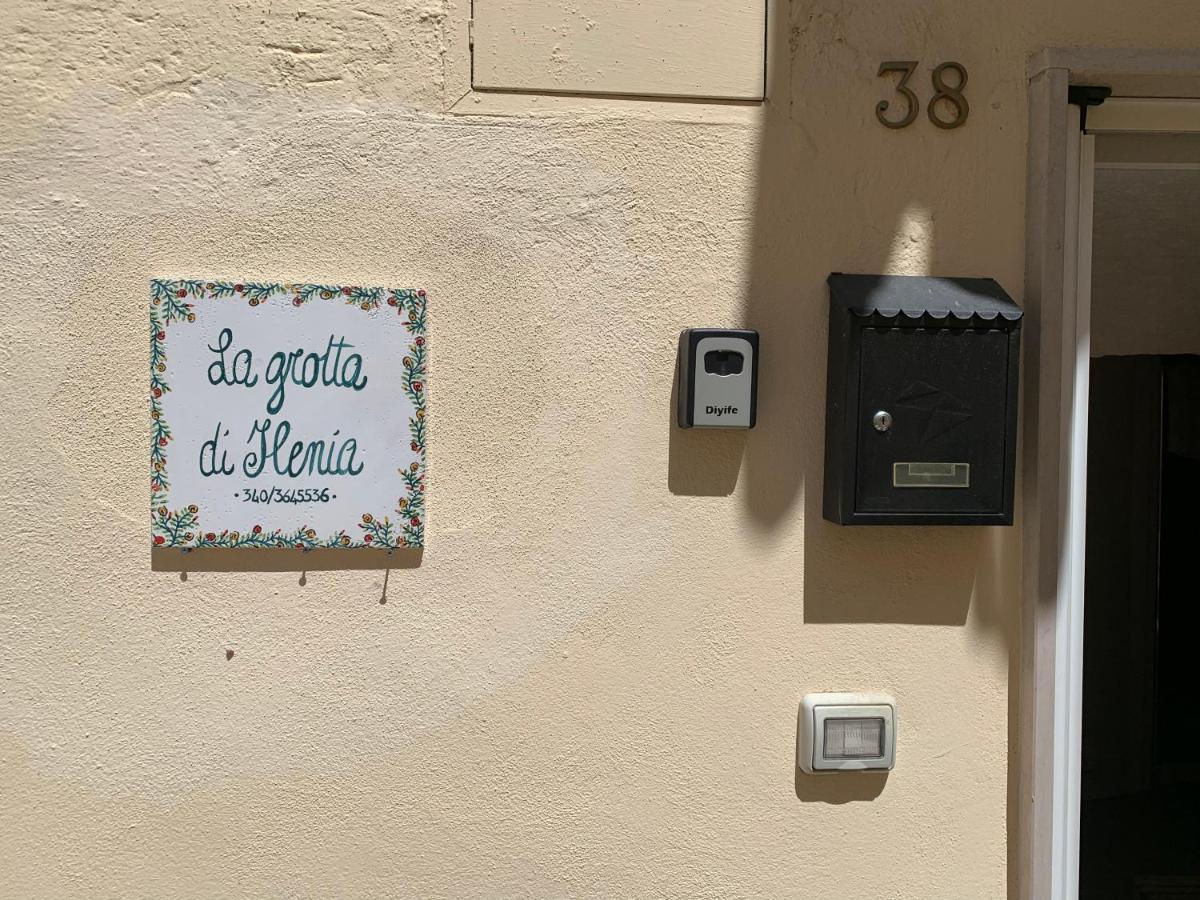 38
La grotta
di Ilenia
• 340/3645536 •
Diyife